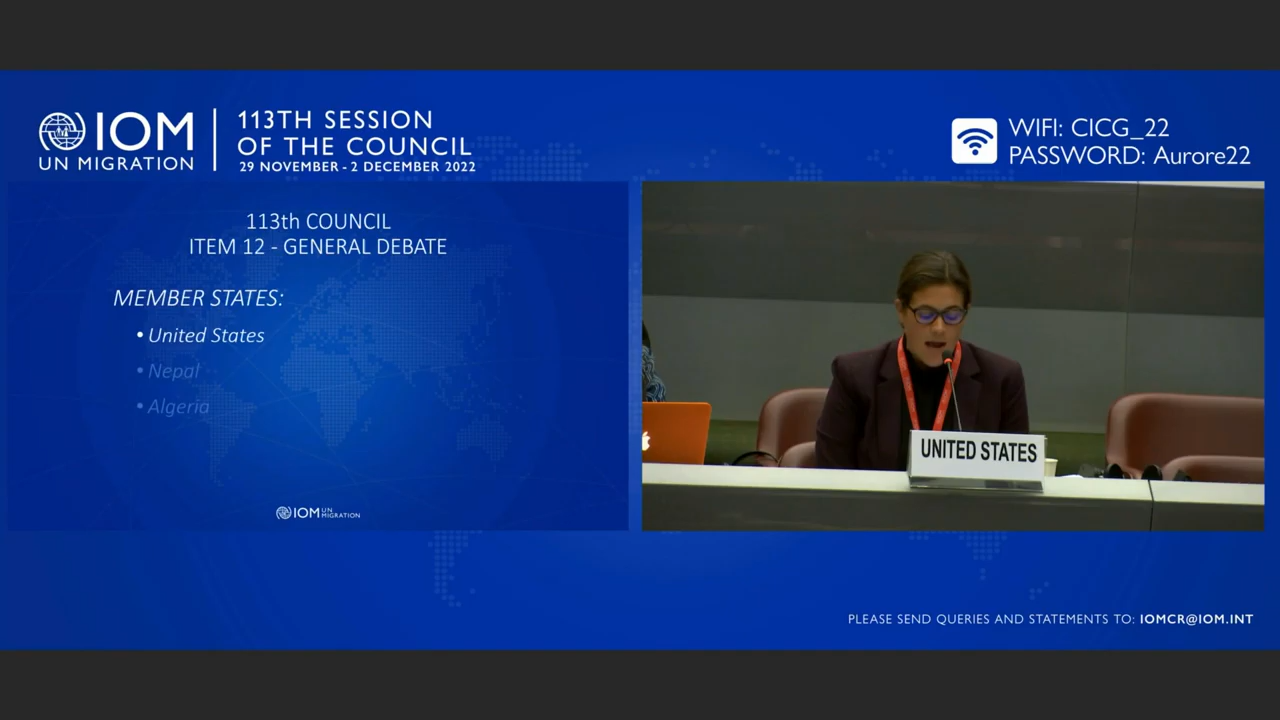 IOM
UN MIGRATION
113TH SESSION
OF THE COUNCIL
29 NOVEMBER - 2 DECEMBER 2022
WIFI: CICG_22
PASSWORD: Aurore22
113th COUNCIL
ITEM 12 - GENERAL DEBATE
MEMBER STATES:
• United States
• Nepal
• Algeria
IOM UN
MIGRATION
UNITED STATES
PLEASE SEND QUERIES AND STATEMENTS TO: IOMCR@IOM.INT